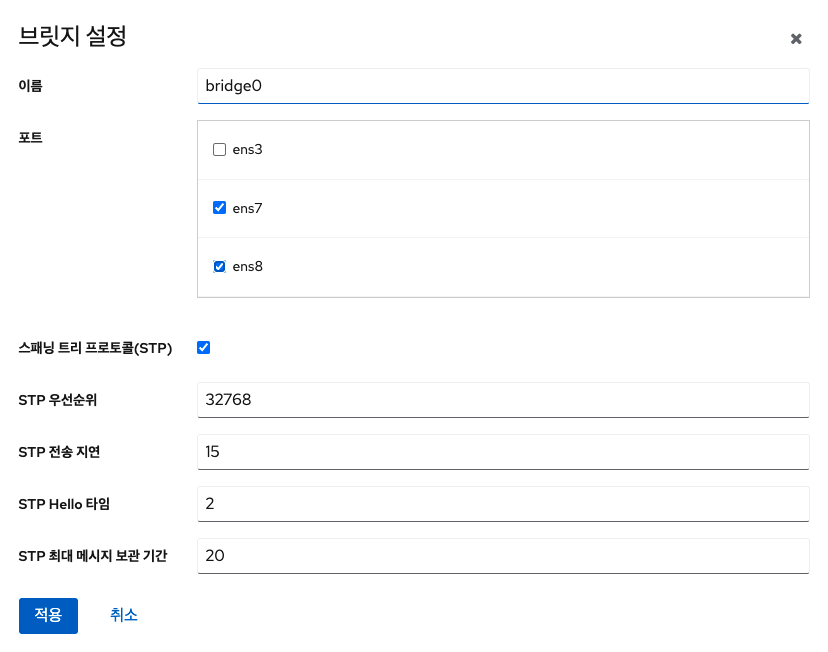 브릿지 설정
이름
bridge0
포트
ens3
ens7
ens8
스패닝 트리 프로토콜(STP)
STP 우선순위
32768
STP 전송 지연
15
STP Hello 타임
2
STP 최대 메시지 보관 기간
20
적용 취소